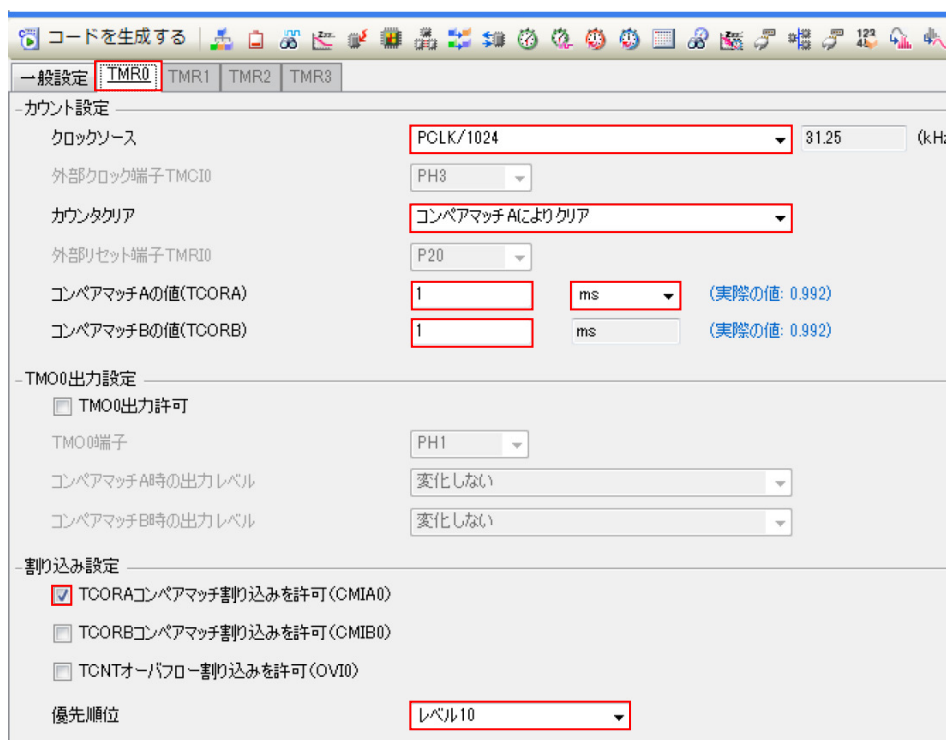 コードを生成する
一般設定 TMR0 TMR1 TMR2 TMR3
カウント設定
クロックソース PCLK/1024 31.25 (kHz
外部クロック端子TMCI0 PH3
カウンタクリア コンペアマッチAによりクリア
外部リセット端子TMRI0 P20
コンペアマッチAの値(TCORA) 1 ms (実際の値: 0.992)
コンペアマッチBの値(TCORB) 1 ms (実際の値: 0.992)
TMO0出力設定
TMO0出力許可
TMO0端子 PH1
コンペアマッチA時の出力レベル 変化しない
コンペアマッチB時の出力レベル 変化しない
割り込み設定
TCORAコンペアマッチ割り込みを許可(CMIA0)
TCORBコンペアマッチ割り込みを許可(CMIB0)
TCNTオーバフロー割り込みを許可(OVI0)
優先順位 レベル10